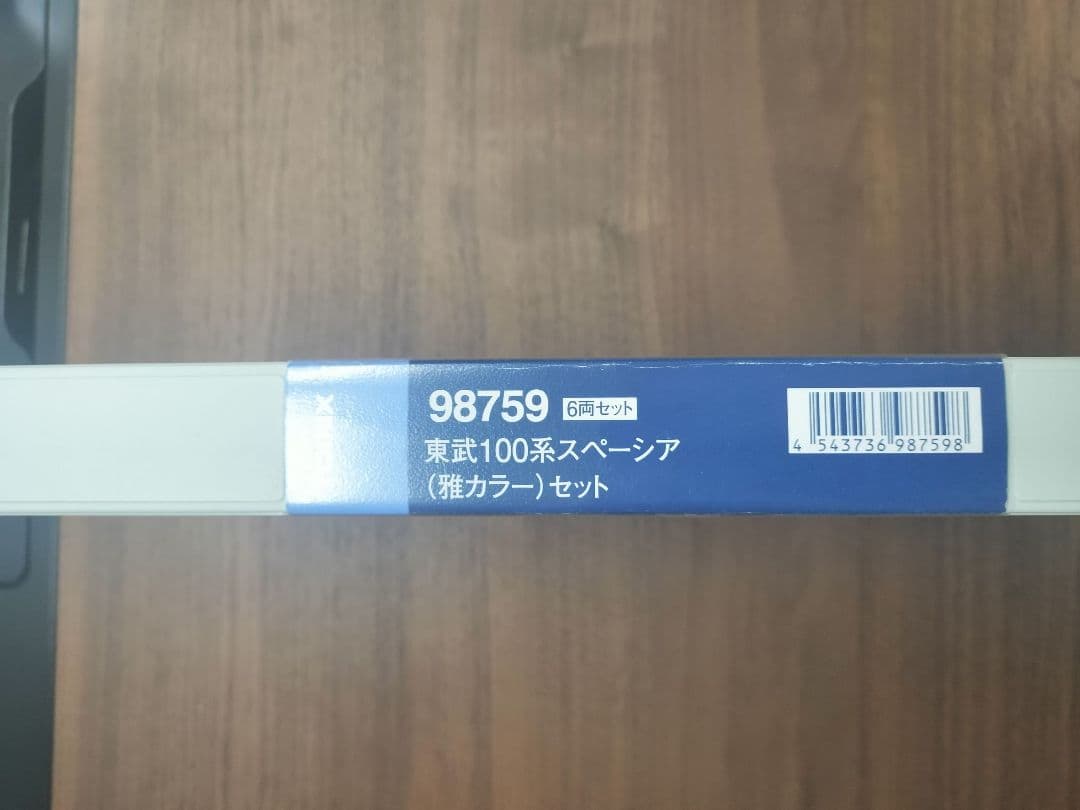 98759 6両セット
東武100系スペーシア
(雅カラー)セット
4 543736 987598